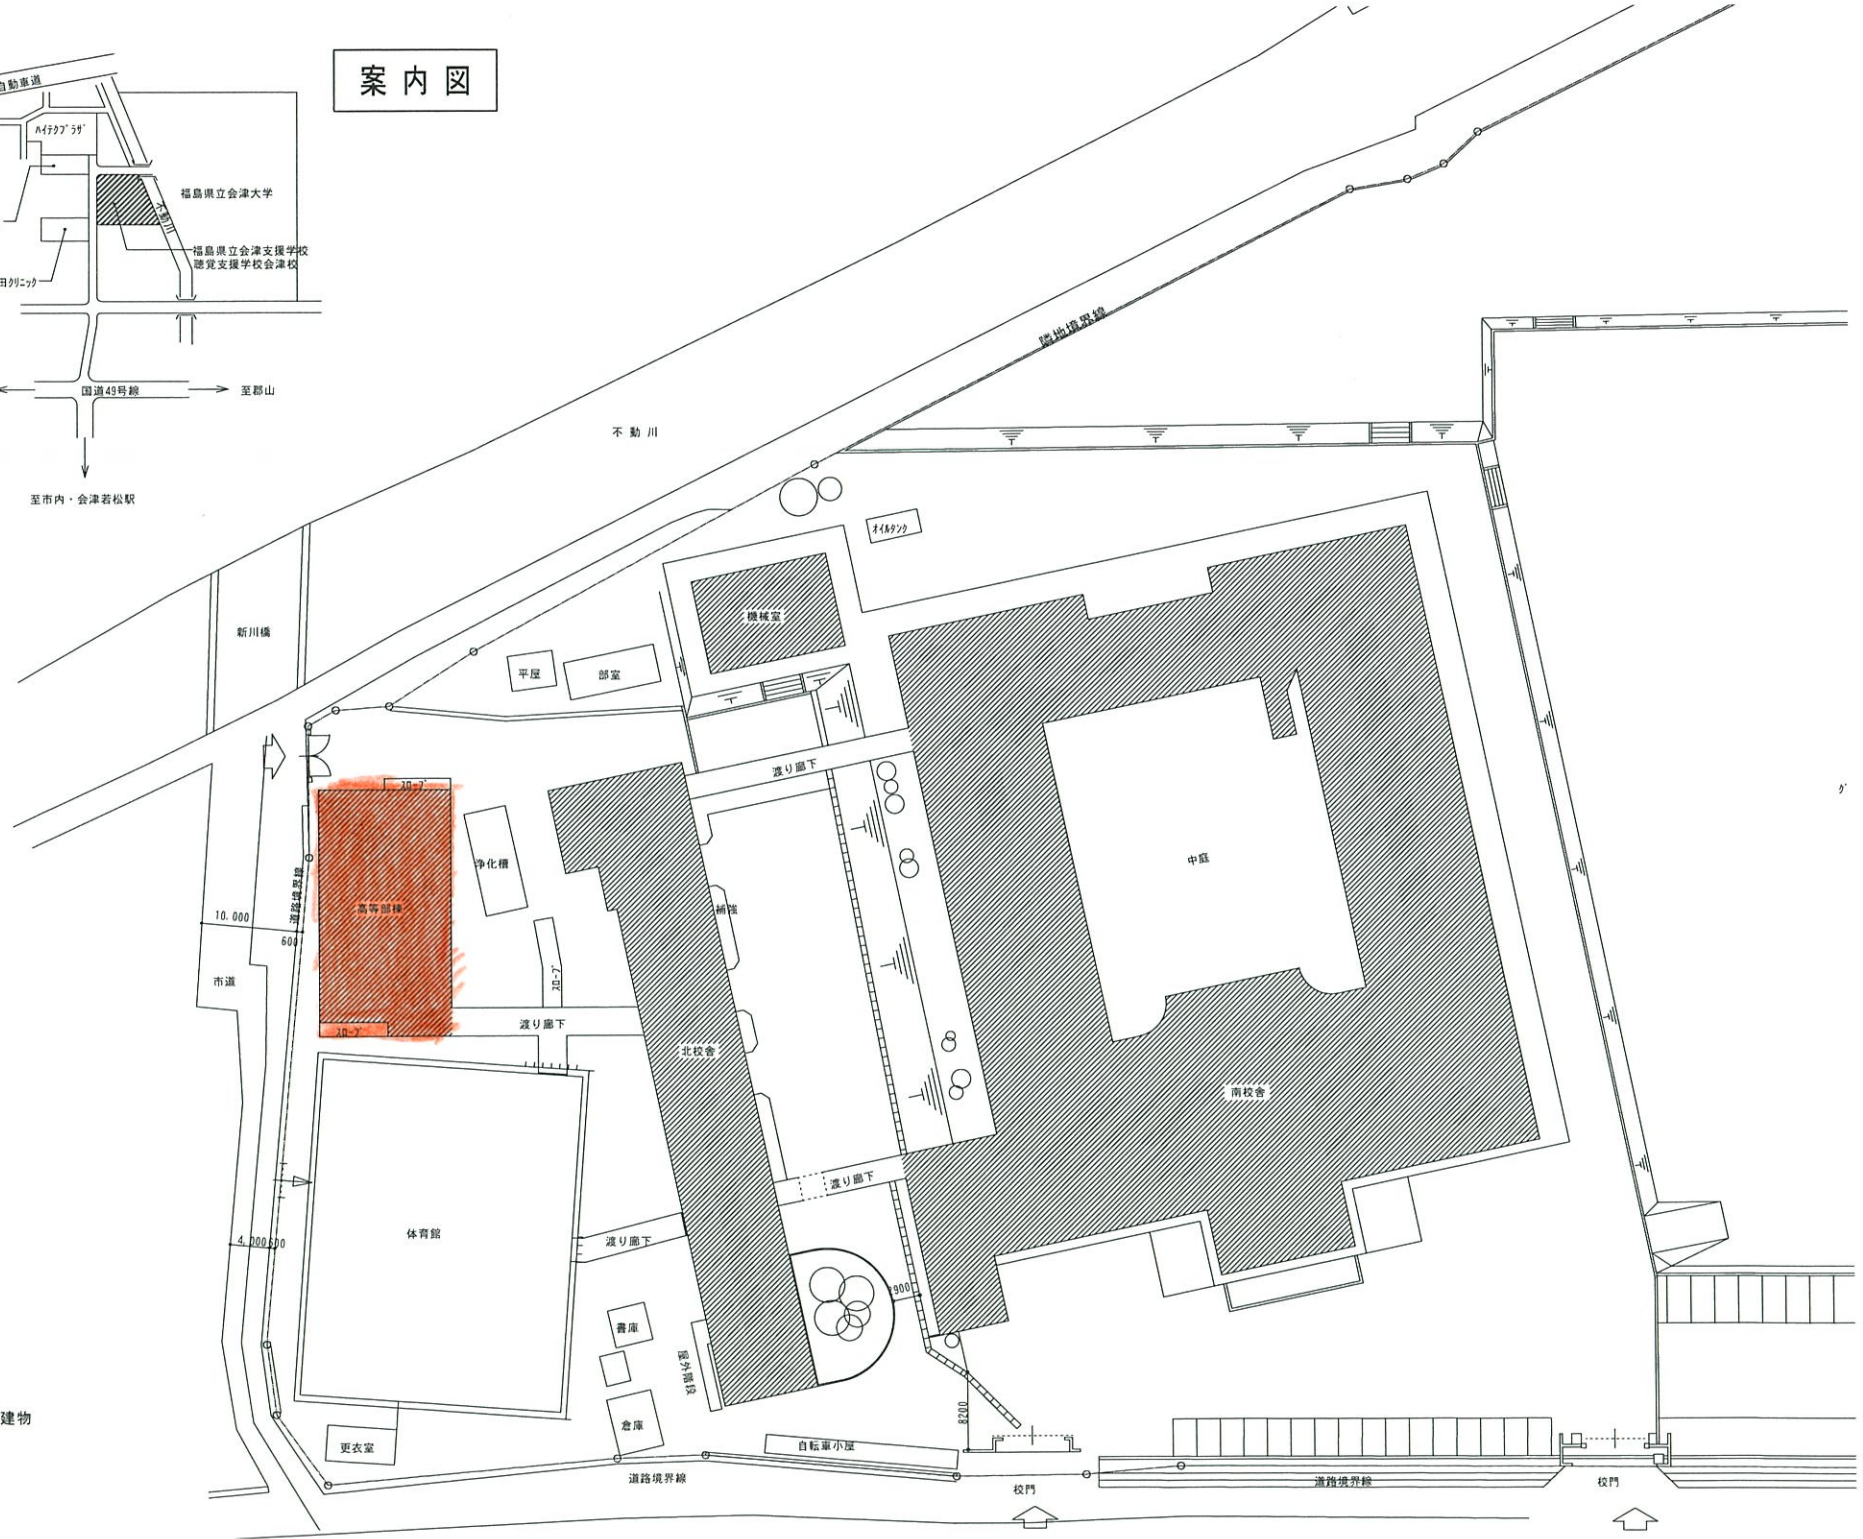 案内図
自動車道
ﾊｲﾃｸﾌﾟﾗｻﾞ
福島県立会津大学
不動川
福島県立会津支援学校
聴覚支援学校会津校
田ｸﾘﾆｯｸ
国道49号線
至郡山
至市内・会津若松駅
隣地境界線
不動川
ｵｲﾙﾀﾝｸ
新川橋
機械室
平屋
部室
渡り廊下
ｽﾛｰﾌﾟ
浄化槽
中庭
道路境界線
高等部棟
補強
10.000
600
市道
ｽﾛｰﾌﾟ
渡り廊下
ｽﾛｰﾌﾟ
北校舎
南校舎
渡り廊下
体育館
4.000
600
渡り廊下
書庫
屋外階段
倉庫
8200
建物
更衣室
自転車小屋
道路境界線
校門
道路境界線
校門